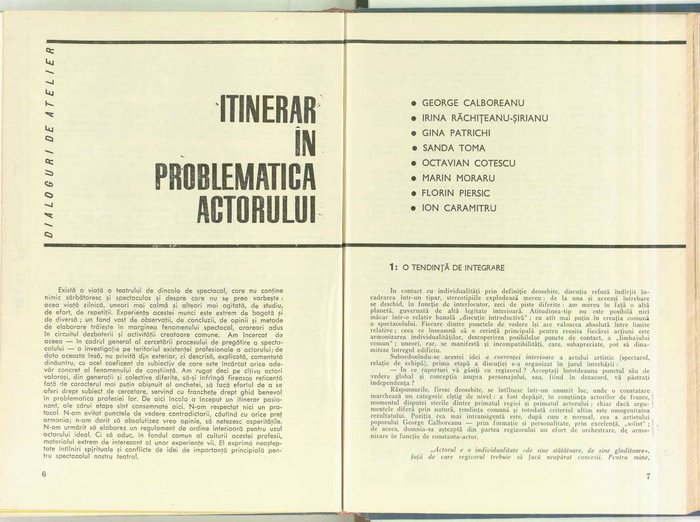 DIALOGURI DE ATELIER
ITINERAR
ÎN
PROBLEMATICA
ACTORULUI
Există o viață a teatrului de dincolo de spectacol, care nu conține
nimic sărbătoresc și spectaculos și despre care nu se prea vorbește:
aceea viața zilnică, uneori mai calmă și alteori mai agitată, de studiu,
de efort, de repetiții. Experiența acestei munci este extrem de bogată și
de diversă; un fond vast de observații, de concluzii, de opinii și metode
de elaborare trăiește în marginea fenomenului spectacol, arareori adus
în circuitul dezbaterii și activității creatoare comune. Am încercat de
aceea — în cadrul general al cercetării procesului de pregătire a specta-
colului — o investigație pe teritoriul existenței profesionale a actorului; de
data aceasta însă, nu privită din exterior, ci descrisă, explicată, comentată
dinăuntru, cu acel coeficient de subiectiv de care este încărcat orice ade-
văr concret al fenomenului de conștiință. Am rugat deci pe cîțiva actori
valoroși, din generații și colective diferite, să-și înfrîngă fireasca reticență
față de caracterul mai puțin obișnuit al anchetei, să facă efortul de a se
oferi drept subiect de cercetare, servind cu franchețe drept ghid benevol
în problematica profesiei lor. De aici încolo a început un itinerar pasio-
nant, ale cărui etape sînt consemnate aici. N-am respectat nici un pro-
tocol. N-am evitat punctele de vedere contradictorii, căutînd cu orice preț
armonia; n-am dorit să absolutizez vreo opinie, să netezesc asperitățile.
N-am urmărit să elaborez un regulament de ordine interioară pentru uzul
actorului ideal. Ci să aduc, în fondul comun al culturii acestei profesii,
materialul extrem de interesant al unor experiențe vii. El exprimă neaștep-
tate întîlniri spirituale și conflicte de idei de importanță principială pen-
tru spectacolul nostru teatral.
6
• GEORGE CALBOREANU
• IRINA RĂCHIȚEANU-ȘIRIANU
• GINA PATRICHI
• SANDA TOMA
• OCTAVIAN COTESCU
• MARIN MORARU
• FLORIN PIERSIC
• ION CARAMITRU
1: O TENDINȚĂ DE INTEGRARE
În contact cu individualități prin definiție deosebite, discuția refuză îndîrjit în-
cadrarea într-un tipar, stereotipiile explodează mereu; de la una și aceeași întrebare
se deschid, în funcție de interlocutor, zeci de piste diferite: am mereu în față o altă
planetă, guvernată de altă legitate interioară. Atitudinea-tip nu este posibilă nici
măcar într-o relativ banală „discuție introductivă”; cu atît mai puțin în creația comună
a spectacolului. Fiecare dintre punctele de vedere își are valoarea absolută între limite
relative; ceea ce înseamnă o cerință principală pentru reușita fiecărei acțiuni este
armonizarea individualităților, descoperirea posibilelor puncte de contact, a „limbajului
comun”; uneori, rar, se manifestă și incompatibilități, care, subapreciate, pot să dina-
miteze întregul edificiu.
Subordonîndu-se acestei idei a coerenței interioare a actului artistic (spectacol,
relație de echipă), prima etapă a discuției s-a organizat în jurul întrebării:
— În ce raporturi vă găsiți cu regizorul? Acceptați întotdeauna punctul său de
vedere global, și concepția asupra personajului, sau, fiind în dezacord, vă păstrați
independența?
Răspunsurile, firesc deosebite, se întîlnesc într-un anumit loc, unde o constatare
marchează un categoric cîștig de nivel: a fost depășit, în conștiința actorilor de frunte,
momentul disputei sterile dintre primatul regiei și primatul actorului; chiar dacă argu-
mentele diferă prin natură, tendința comună și totodată criteriul ultim este omogenitatea
rezultatului. Poziția cea mai intransigentă este, după cum e normal, cea a artistului
poporului George Calboreanu — prin formație și personalitate, prin excelență, „solist”;
de aceea, domnia-sa așteaptă din partea regizorului un efort de orchestrare, de armo-
nizare în funcție de constanta-actor.
„Actorul e o individualitate «de sine stătătoare, de sine gînditoare»,
față de care regizorul trebuie să facă neapărat concesii. Pentru mine,
7